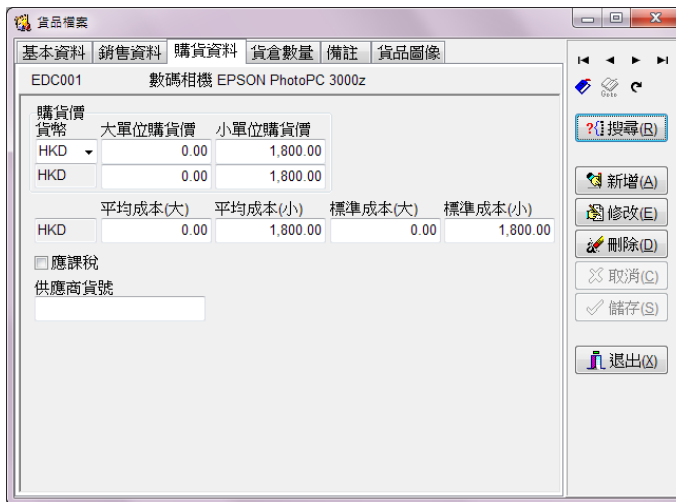 貨品檔案
基本資料 銷售資料 購貨資料 貨倉數量 備註 貨品圖像
EDC001 數碼相機 EPSON PhotoPC 3000z
購貨價
貨幣 大單位購貨價 小單位購貨價
HKD 0.00 1,800.00
HKD 0.00 1,800.00
平均成本(大) 平均成本(小) 標準成本(大) 標準成本(小)
HKD 0.00 1,800.00 0.00 1,800.00
應課稅
供應商貨號
Goto
搜尋(R)
新增(A)
修改(E)
刪除(D)
取消(C)
儲存(S)
退出(X)